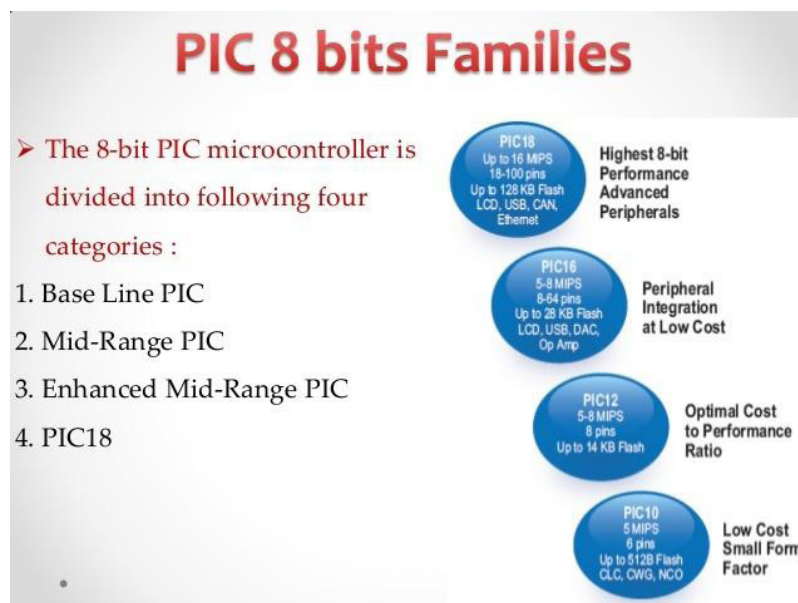 PIC 8 bits Families
➢ The 8-bit PIC microcontroller is
divided into following four
categories :
1. Base Line PIC
2. Mid-Range PIC
3. Enhanced Mid-Range PIC
4. PIC18
PIC18
Up to 16 MIPS
18-100 pins
Up to 128 KB Flash
LCD, USB, CAN,
Ethernet
Highest 8-bit
Performance
Advanced
Peripherals
PIC16
5-8 MIPS
8-64 pins
Up to 28 KB Flash
LCD, USB, DAC,
Op Amp
Peripheral
Integration
at Low Cost
PIC12
5-8 MIPS
8 pins
Up to 14 KB Flash
Optimal Cost
to Performance
Ratio
PIC10
5 MIPS
6 pins
Up to 512B Flash
CLC, CWG, NCO
Low Cost
Small Form
Factor